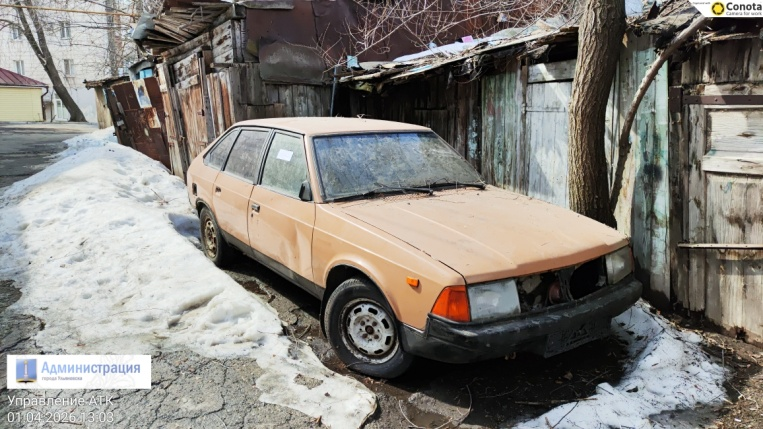 Conota
Camera for work
Администрация
города Ульяновска
Управление АТК
01.04.2026 13:03